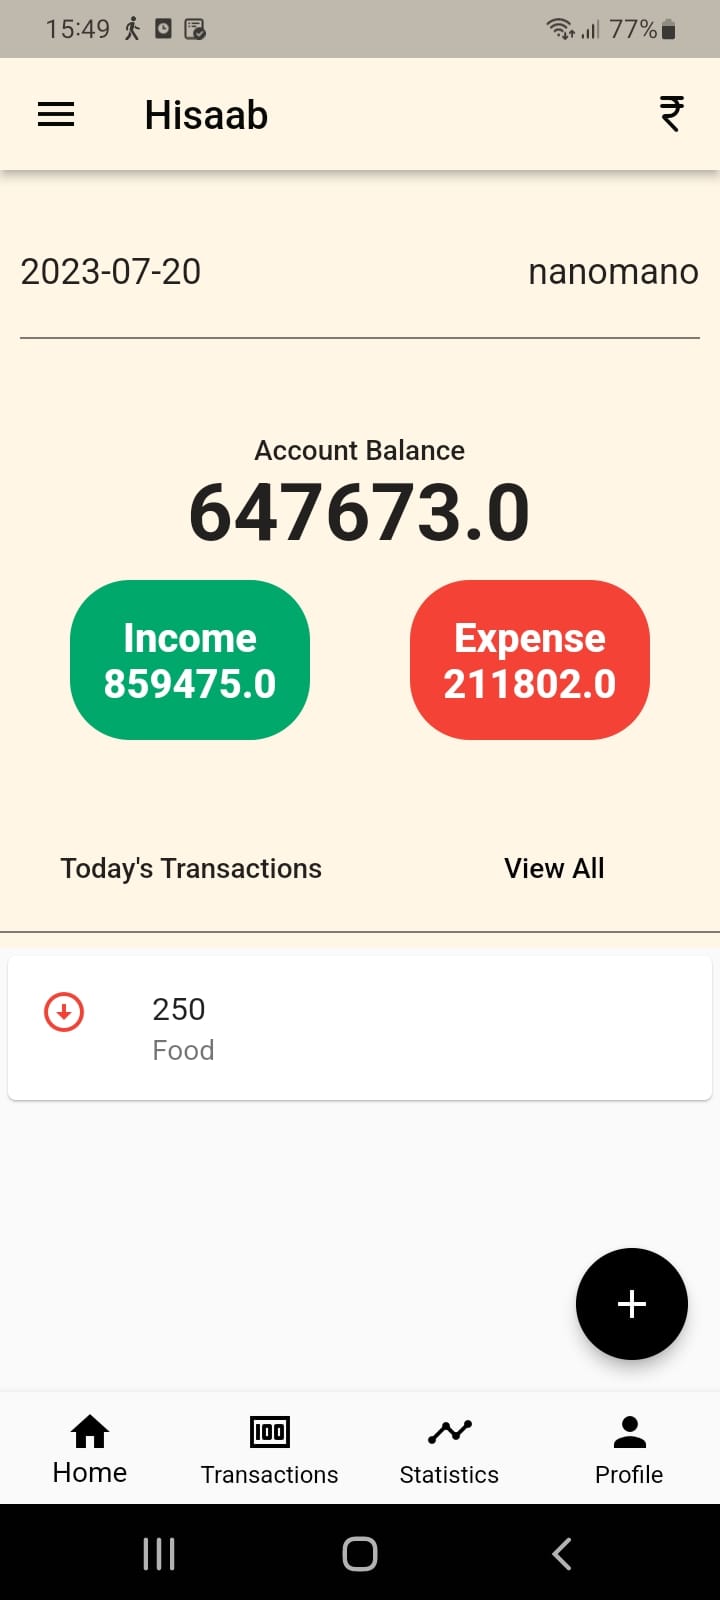 15:49 77%
Hisaab ₹
2023-07-20 nanomano
Account Balance
647673.0
Income
859475.0
Expense
211802.0
Today's Transactions View All
250
Food
+
100
Home Transactions Statistics Profile